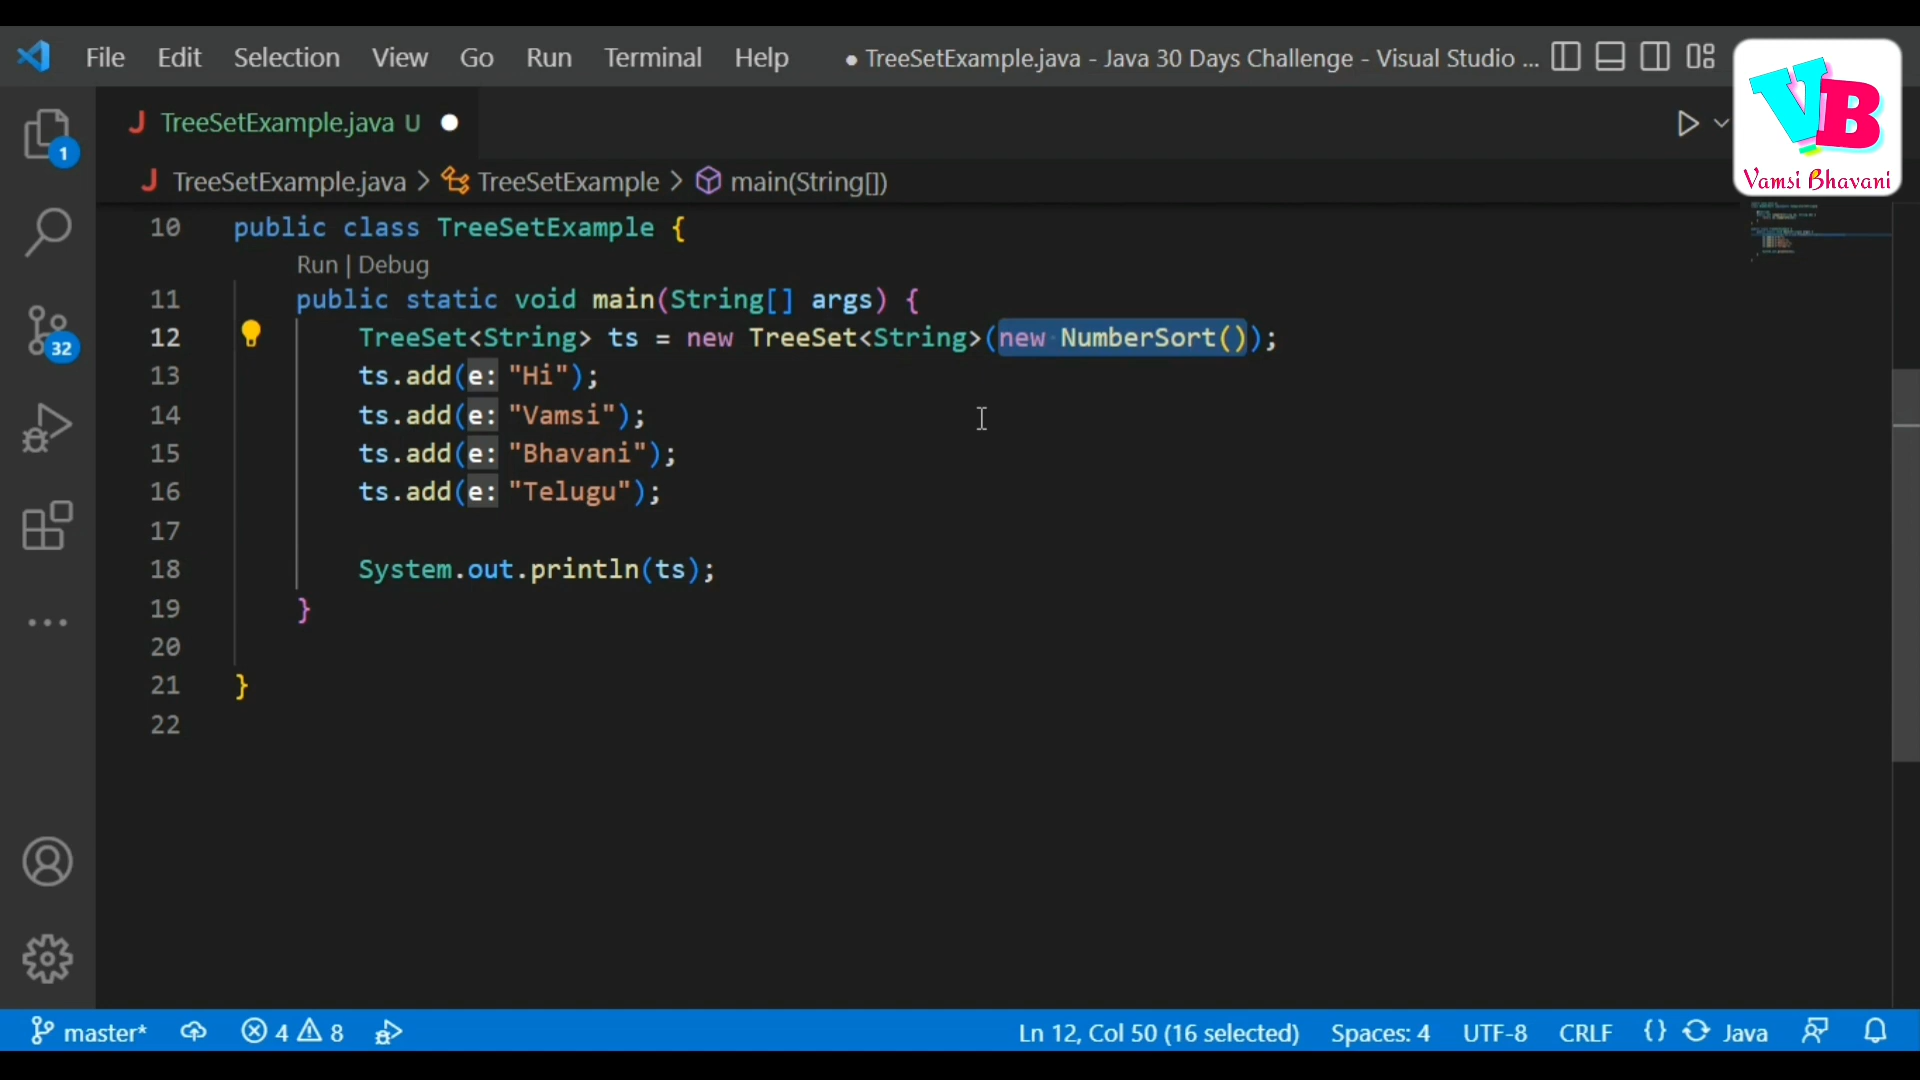 File Edit Selection View Go Run Terminal Help ● TreeSetExample.java - Java 30 Days Challenge - Visual Studio ...
VB
Vamsi Bhavani
J TreeSetExample.java U
1
J TreeSetExample.java > TreeSetExample > main(String[])
10 public class TreeSetExample {
Run | Debug
11 public static void main(String[] args) {
12 TreeSet<String> ts = new TreeSet<String>(new NumberSort());
32
13 ts.add(e: "Hi");
14 ts.add(e: "Vamsi");
15 ts.add(e: "Bhavani");
16 ts.add(e: "Telugu");
17
18 System.out.println(ts);
19 }
20
21 }
22
master* 4 8 Ln 12, Col 50 (16 selected) Spaces: 4 UTF-8 CRLF {} Java